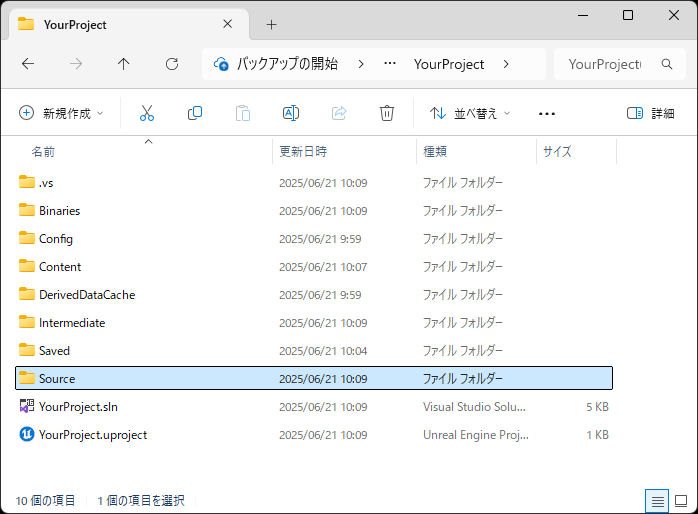 YourProject
バックアップの開始 > ··· YourProject > YourProject(
新規作成 並べ替え ··· 詳細
名前 更新日時 種類 サイズ
.vs 2025/06/21 10:09 ファイル フォルダー
Binaries 2025/06/21 10:09 ファイル フォルダー
Config 2025/06/21 9:59 ファイル フォルダー
Content 2025/06/21 10:07 ファイル フォルダー
DerivedDataCache 2025/06/21 9:59 ファイル フォルダー
Intermediate 2025/06/21 10:09 ファイル フォルダー
Saved 2025/06/21 10:04 ファイル フォルダー
Source 2025/06/21 10:09 ファイル フォルダー
YourProject.sln 2025/06/21 10:09 Visual Studio Solu... 5 KB
YourProject.uproject 2025/06/21 10:09 Unreal Engine Proj... 1 KB
10 個の項目 1 個の項目を選択